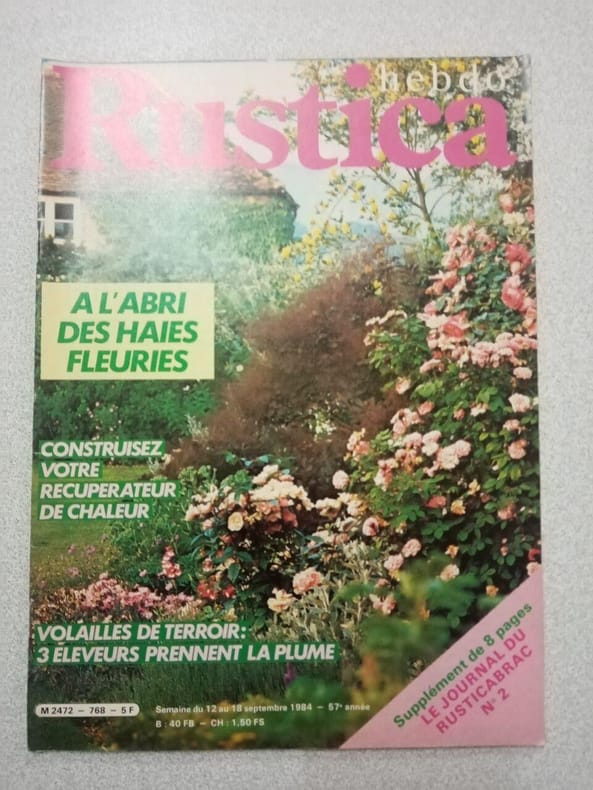 hebdo
Rustica
A L'ABRI
DES HAIES
FLEURIES
CONSTRUISEZ
VOTRE
RECUPERATEUR
DE CHALEUR
VOLAILLES DE TERROIR:
3 ÉLEVEURS PRENNENT LA PLUME
M 2472 – 768 – 5 F
Semaine du 12 au 18 septembre 1984 – 57e année
B : 40 FB – CH : 1.50 FS
Supplément de 8 pages
LE JOURNAL DU
RUSTICABRAC
N° 2